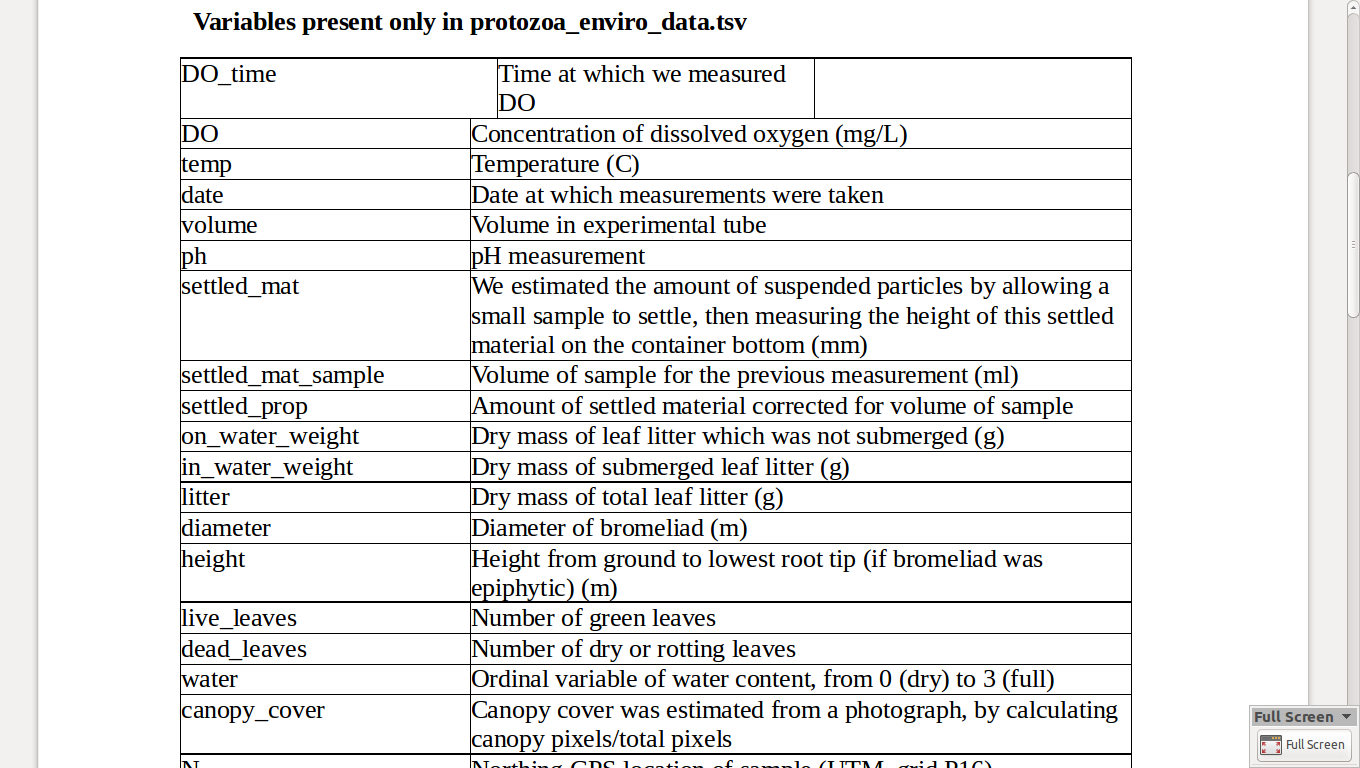 Variables present only in protozoa_enviro_data.tsv
DO_time
Time at which we measured
DO
DO
Concentration of dissolved oxygen (mg/L)
temp
Temperature (C)
date
Date at which measurements were taken
volume
Volume in experimental tube
ph
pH measurement
settled_mat
We estimated the amount of suspended particles by allowing a
small sample to settle, then measuring the height of this settled
material on the container bottom (mm)
settled_mat_sample
Volume of sample for the previous measurement (ml)
settled_prop
Amount of settled material corrected for volume of sample
on_water_weight
Dry mass of leaf litter which was not submerged (g)
in_water_weight
Dry mass of submerged leaf litter (g)
litter
Dry mass of total leaf litter (g)
diameter
Diameter of bromeliad (m)
height
Height from ground to lowest root tip (if bromeliad was
epiphytic) (m)
live_leaves
Number of green leaves
dead_leaves
Number of dry or rotting leaves
water
Ordinal variable of water content, from 0 (dry) to 3 (full)
canopy_cover
Canopy cover was estimated from a photograph, by calculating
canopy pixels/total pixels
N
Northing GPS location of sample (UTM, grid P16)
Full Screen
Full Screen